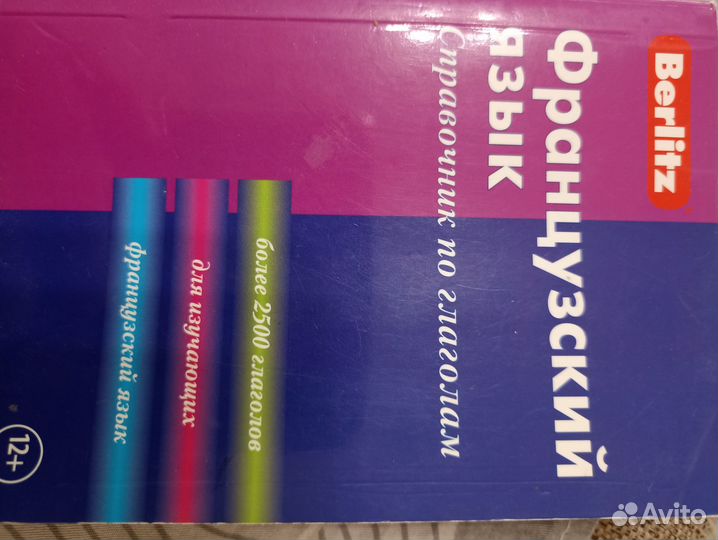 Berlitz
Французский
язык
Справочник по глаголам
более 2500 глаголов
для изучающих
французский язык
12+
Avito